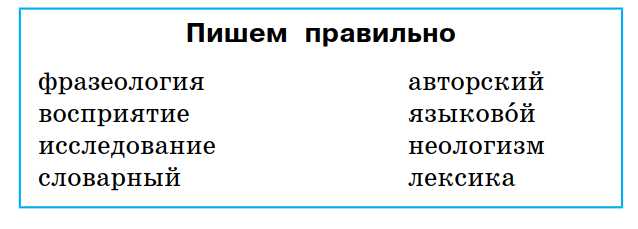 Пишем правильно
фразеология
восприятие
исследование
словарный
авторский
языково́й
неологизм
лексика